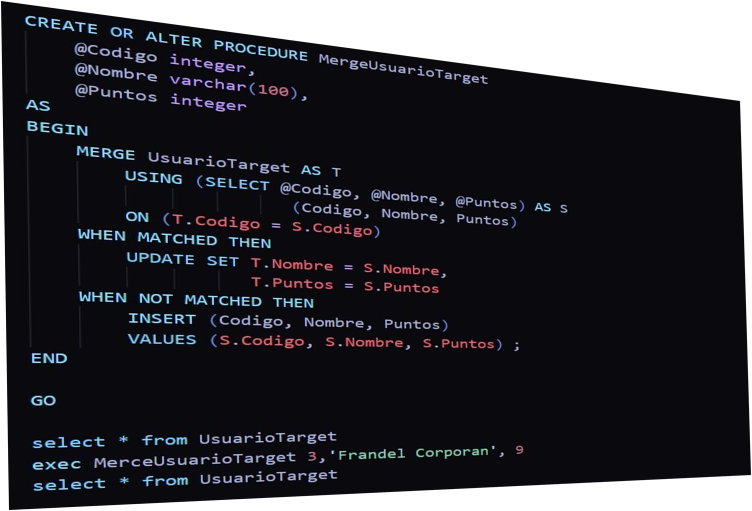 CREATE OR ALTER PROCEDURE MergeUsuarioTarget
@Codigo integer,
@Nombre varchar(100),
@Puntos integer
AS
BEGIN
MERGE UsuarioTarget AS T
USING (SELECT @Codigo, @Nombre, @Puntos) AS S
(Codigo, Nombre, Puntos)
ON (T.Codigo = S.Codigo)
WHEN MATCHED THEN
UPDATE SET T.Nombre = S.Nombre,
T.Puntos = S.Puntos
WHEN NOT MATCHED THEN
INSERT (Codigo, Nombre, Puntos)
VALUES (S.Codigo, S.Nombre, S.Puntos) ;
END
GO
select * from UsuarioTarget
exec MerceUsuarioTarget 3,'Frandel Corporan', 9
select * from UsuarioTarget